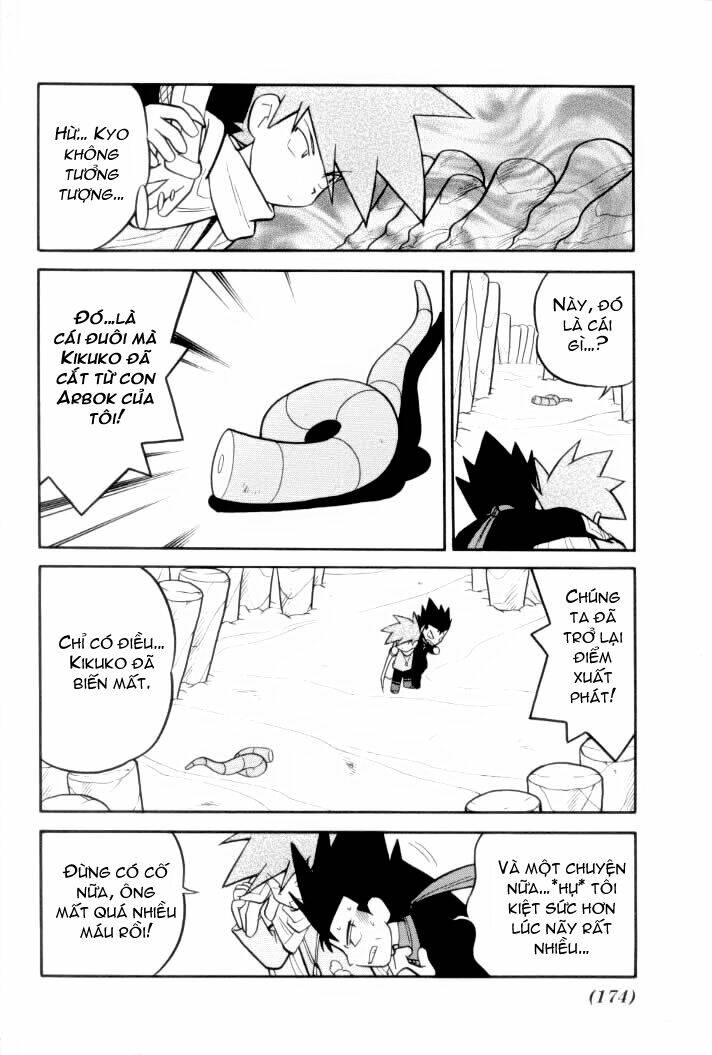 HỪ... KYO
KHÔNG
TƯỞNG
TƯỢNG...
NÀY, ĐÓ
LÀ CÁI
GÌ...?
ĐÓ...LÀ
CÁI ĐUÔI MÀ
KIKUKO ĐÃ
CẮT TỪ CON
ARBOK CỦA
TÔI!
CHÚNG
TA ĐÃ
TRỞ LẠI
ĐIỂM
XUẤT
PHÁT!
CHỈ CÓ ĐIỀU...
KIKUKO ĐÃ
BIẾN MẤT.
VÀ MỘT CHUYỆN
NỮA...*HỤ* TÔI
KIỆT SỨC HƠN
LÚC NÃY RẤT
NHIỀU...
ĐỪNG CÓ CỐ
NỮA, ÔNG
MẤT QUÁ NHIỀU
MÁU RỒI!
(174)